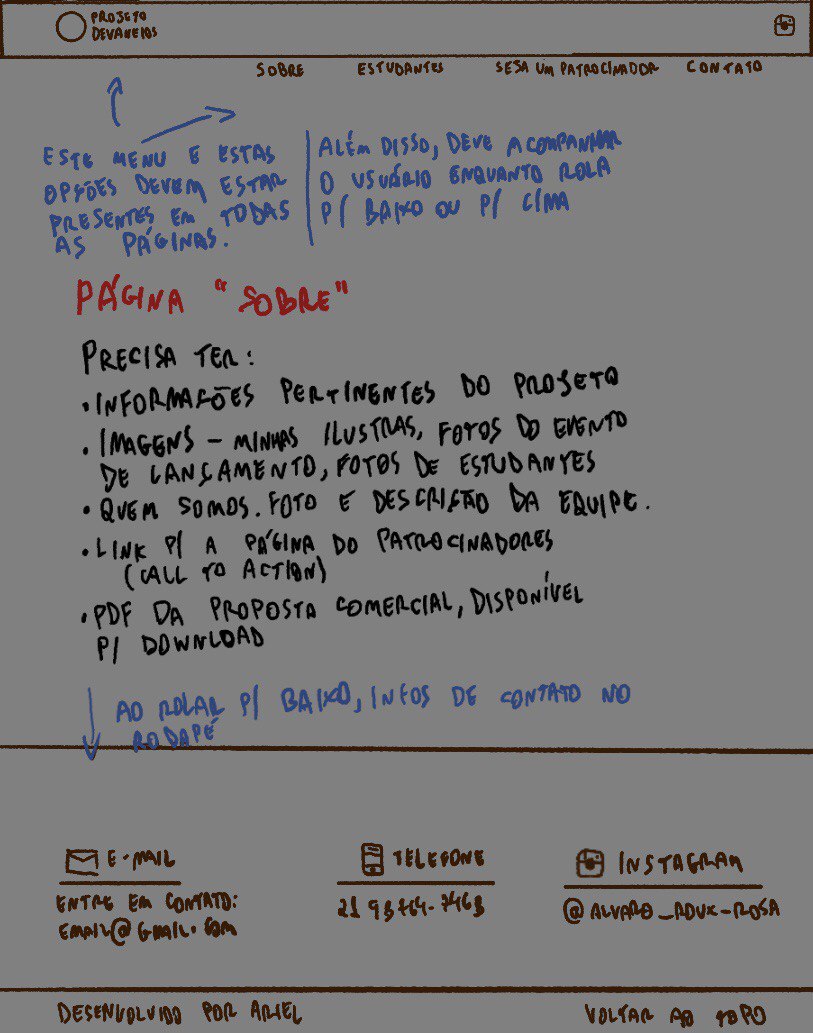 PROJETO
DEVANEIOS
SOBRE ESTUDANTES SEJA UM PATROCINADOR CONTATO
ESTE MENU E ESTAS
OPÇÕES DEVEM ESTAR
PRESENTES EM TODAS
AS PÁGINAS.
ALÉM DISSO, DEVE ACOMPANHAR
O USUÁRIO ENQUANTO ROLA
P/ BAIXO OU P/ CÍMA
PÁGINA "SOBRE"
PRECISA TER:
• INFORMAÇÕES PERTINENTES DO PROJETO
• IMAGENS - MINHAS ILUSTRAS, FOTOS DO EVENTO
DE LANÇAMENTO, FOTOS DE ESTUDANTES
• QUEM SOMOS. FOTO E DESCRIÇÃO DA EQUIPE.
• LINK P/ A PÁGINA DO PATROCINADORES
(CALL TO ACTION)
• PDF DA PROPOSTA COMERCIAL, DISPONÍVEL
P/ DOWNLOAD
AO ROLAR P/ BAIXO, INFOS DE CONTATO NO
RODAPÉ
E-MAIL
ENTRE EM CONTATO:
EMAIL@GMAIL.COM
TELEFONE
21
INSTAGRAM
@ALVARO_ADUX-ROSA
DESENVOLVIDO POR ARIEL
VOLTAR AO TOPO